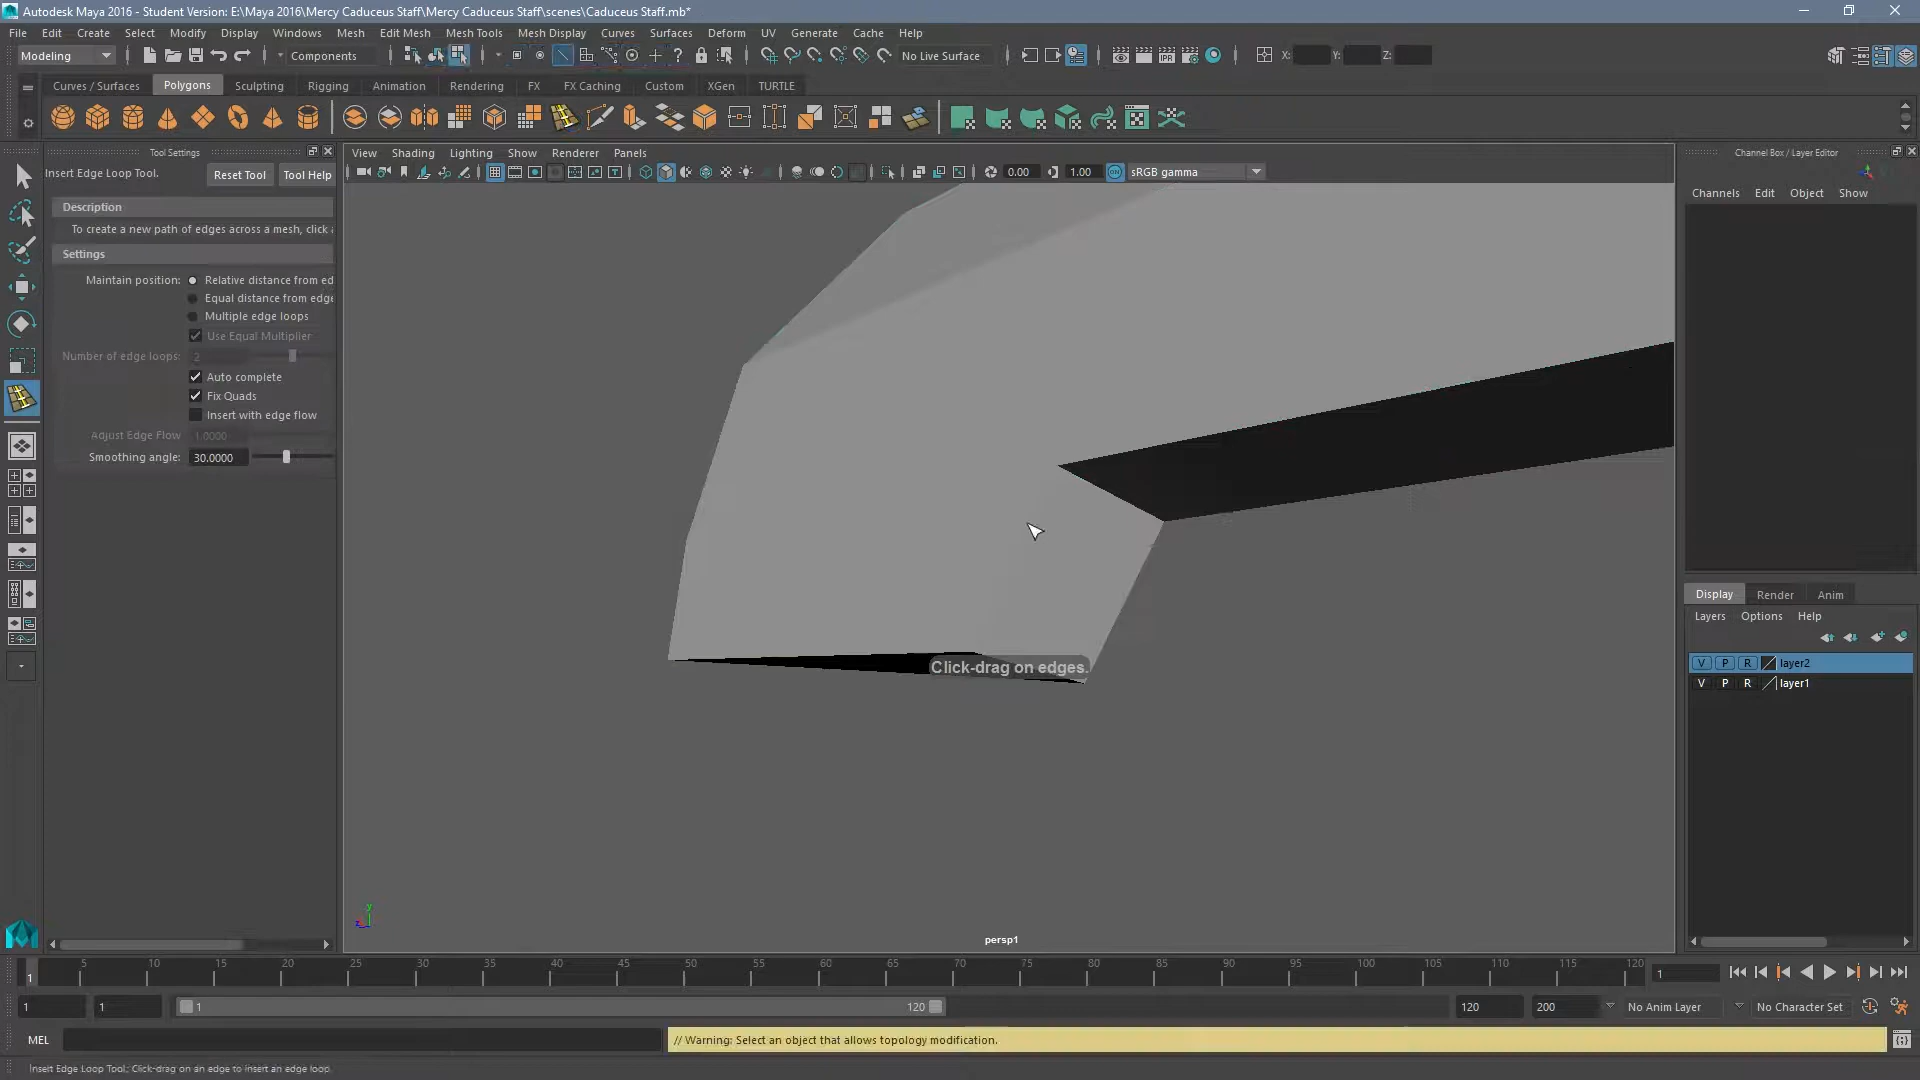 Autodesk Maya 2016 - Student Version: E:\Maya 2016\Mercy Caduceus Staff\Mercy Caduceus Staff\scenes\Caduceus Staff.mb*
File Edit Create Select Modify Display Windows Mesh Edit Mesh Mesh Tools Mesh Display Curves Surfaces Deform UV Generate Cache Help
Modeling Components No Live Surface X: Y: Z:
Curves / Surfaces Polygons Sculpting Rigging Animation Rendering FX FX Caching Custom XGen TURTLE
Tool Settings
Insert Edge Loop Tool. Reset Tool Tool Help
Description
To create a new path of edges across a mesh, click
Settings
Maintain position: Relative distance from ed
Equal distance from edge
Multiple edge loops
Use Equal Multiplier
Number of edge loops: 2
Auto complete
Fix Quads
Insert with edge flow
Adjust Edge Flow 1.0000
Smoothing angle: 30.0000
View Shading Lighting Show Renderer Panels
0.00 1.00 ON sRGB gamma
Click-drag on edges.
persp1
y
Channel Box / Layer Editor
Channels Edit Object Show
Display Render Anim
Layers Options Help
V P R layer2
V P R layer1
1 5 10 15 20 25 30 35 40 45 50 55 60 65 70 75 80 85 90 95 100 105 110 115 120 1
1 1 1 120 120 200 No Anim Layer No Character Set
MEL // Warning: Select an object that allows topology modification.
Insert Edge Loop Tool: Click-drag on an edge to insert an edge loop